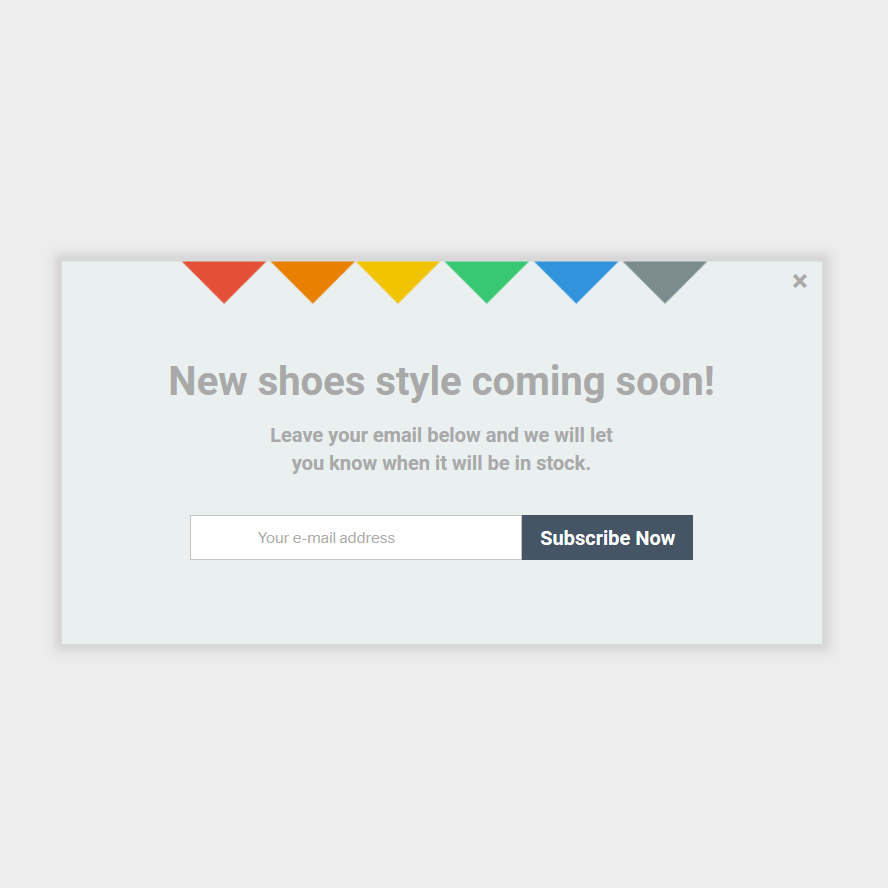 New shoes style coming soon!
Leave your email below and we will let
you know when it will be in stock.
Your e-mail address
Subscribe Now